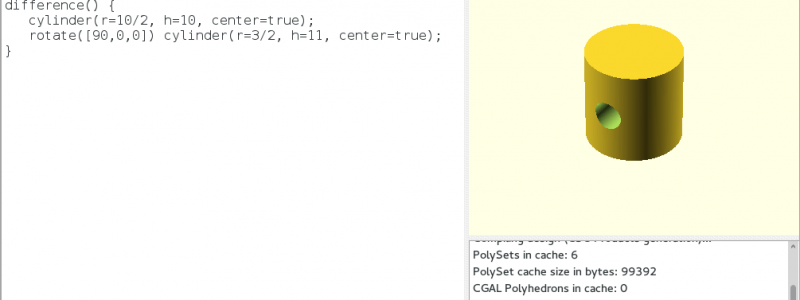 difference() {
cylinder(r=10/2, h=10, center=true);
rotate([90,0,0]) cylinder(r=3/2, h=11, center=true);
}
PolySets in cache: 6
PolySet cache size in bytes: 99392
CGAL Polyhedrons in cache: 0